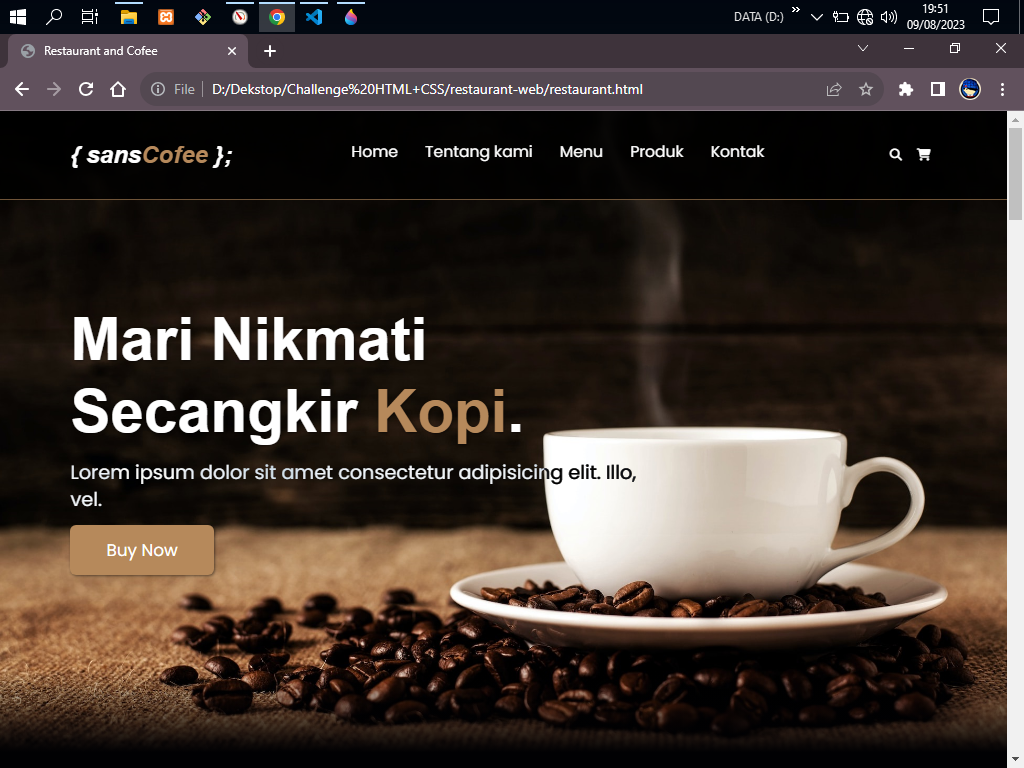 DATA (D:)
19:51
09/08/2023
Restaurant and Cofee
File
D:/Dekstop/Challenge%20HTML+CSS/restaurant-web/restaurant.html
{ sansCofee };
Home Tentang kami Menu Produk Kontak
Mari Nikmati
Secangkir Kopi.
Lorem ipsum dolor sit amet consectetur adipisicing elit. Illo,
vel.
Buy Now